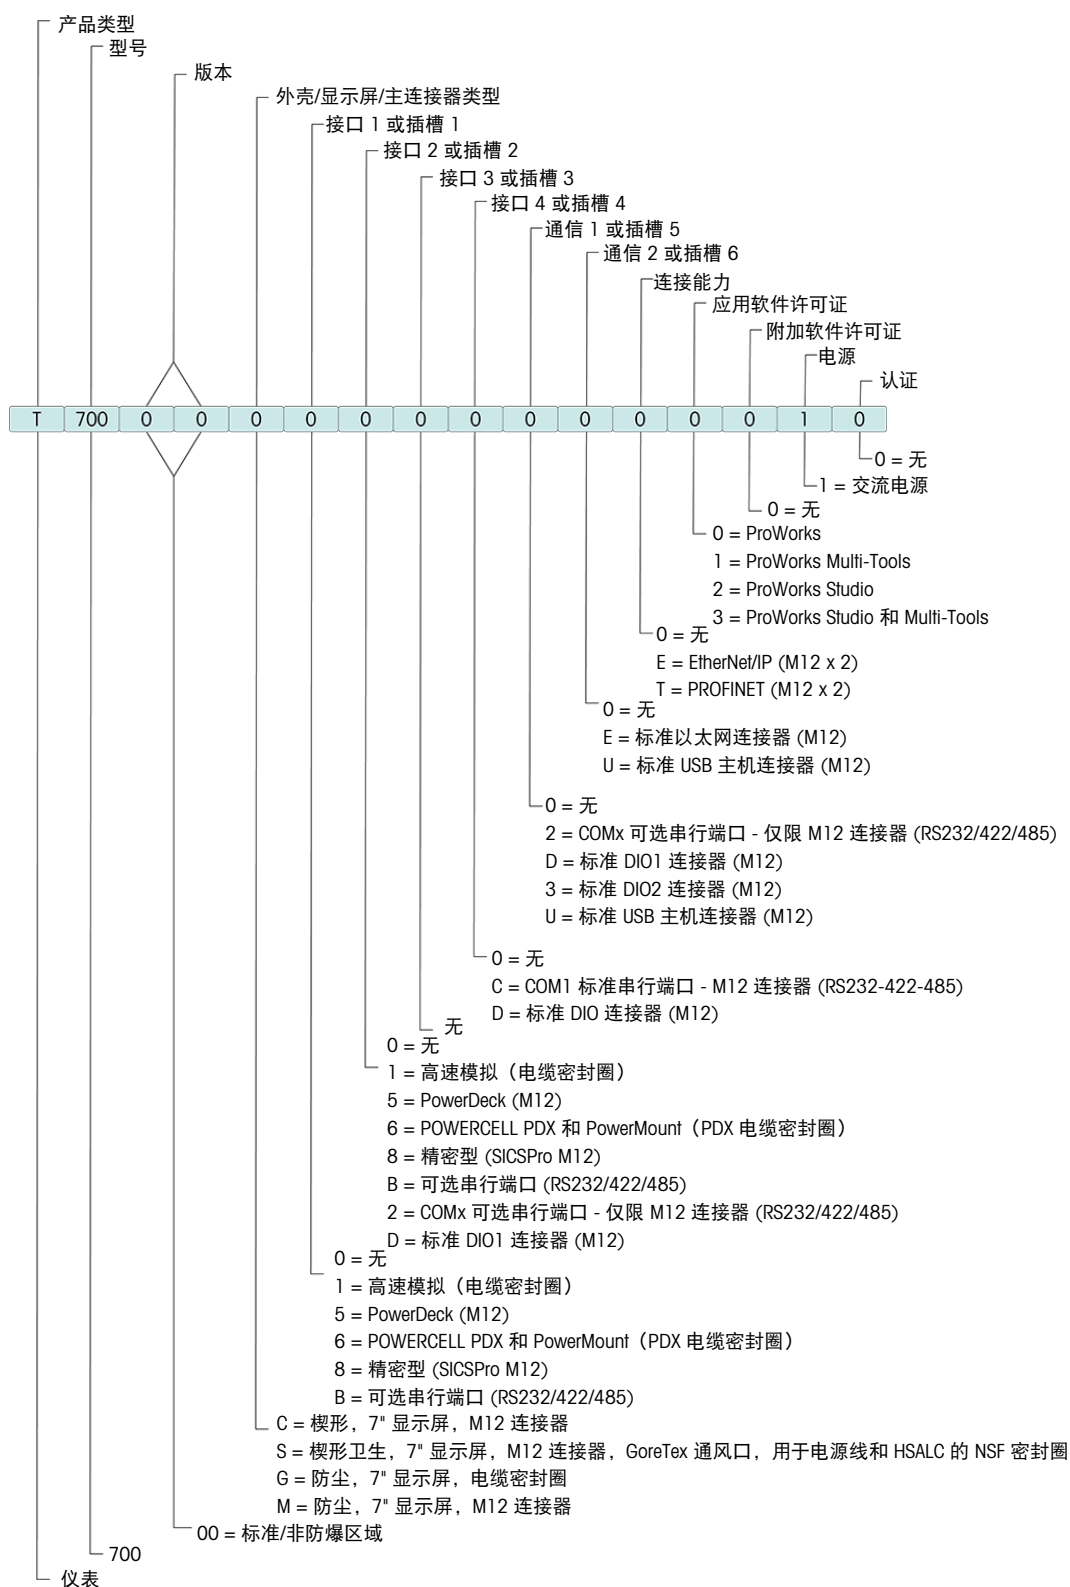 产品类型
型号
版本
外壳/显示屏/主连接器类型
接口 1 或插槽 1
接口 2 或插槽 2
接口 3 或插槽 3
接口 4 或插槽 4
通信 1 或插槽 5
通信 2 或插槽 6
连接能力
应用软件许可证
附加软件许可证
电源
认证
T 700 0 0 0 0 0 0 0 0 0 0 0 0 1 0
0 = 无
1 = 交流电源
0 = 无
0 = ProWorks
1 = ProWorks Multi-Tools
2 = ProWorks Studio
3 = ProWorks Studio 和 Multi-Tools
0 = 无
E = EtherNet/IP (M12 x 2)
T = PROFINET (M12 x 2)
0 = 无
E = 标准以太网连接器 (M12)
U = 标准 USB 主机连接器 (M12)
0 = 无
2 = COMx 可选串行端口 - 仅限 M12 连接器 (RS232/422/485)
D = 标准 DIO1 连接器 (M12)
3 = 标准 DIO2 连接器 (M12)
U = 标准 USB 主机连接器 (M12)
0 = 无
C = COM1 标准串行端口 - M12 连接器 (RS232-422-485)
D = 标准 DIO 连接器 (M12)
无
0 = 无
1 = 高速模拟（电缆密封圈）
5 = PowerDeck (M12)
6 = POWERCELL PDX 和 PowerMount（PDX 电缆密封圈）
8 = 精密型 (SICSPro M12)
B = 可选串行端口 (RS232/422/485)
2 = COMx 可选串行端口 - 仅限 M12 连接器 (RS232/422/485)
D = 标准 DIO1 连接器 (M12)
0 = 无
1 = 高速模拟（电缆密封圈）
5 = PowerDeck (M12)
6 = POWERCELL PDX 和 PowerMount（PDX 电缆密封圈）
8 = 精密型 (SICSPro M12)
B = 可选串行端口 (RS232/422/485)
C = 楔形，7" 显示屏，M12 连接器
S = 楔形卫生，7" 显示屏，M12 连接器，GoreTex 通风口，用于电源线和 HSALC 的 NSF 密封圈
G = 防尘，7" 显示屏，电缆密封圈
M = 防尘，7" 显示屏，M12 连接器
00 = 标准/非防爆区域
700
仪表